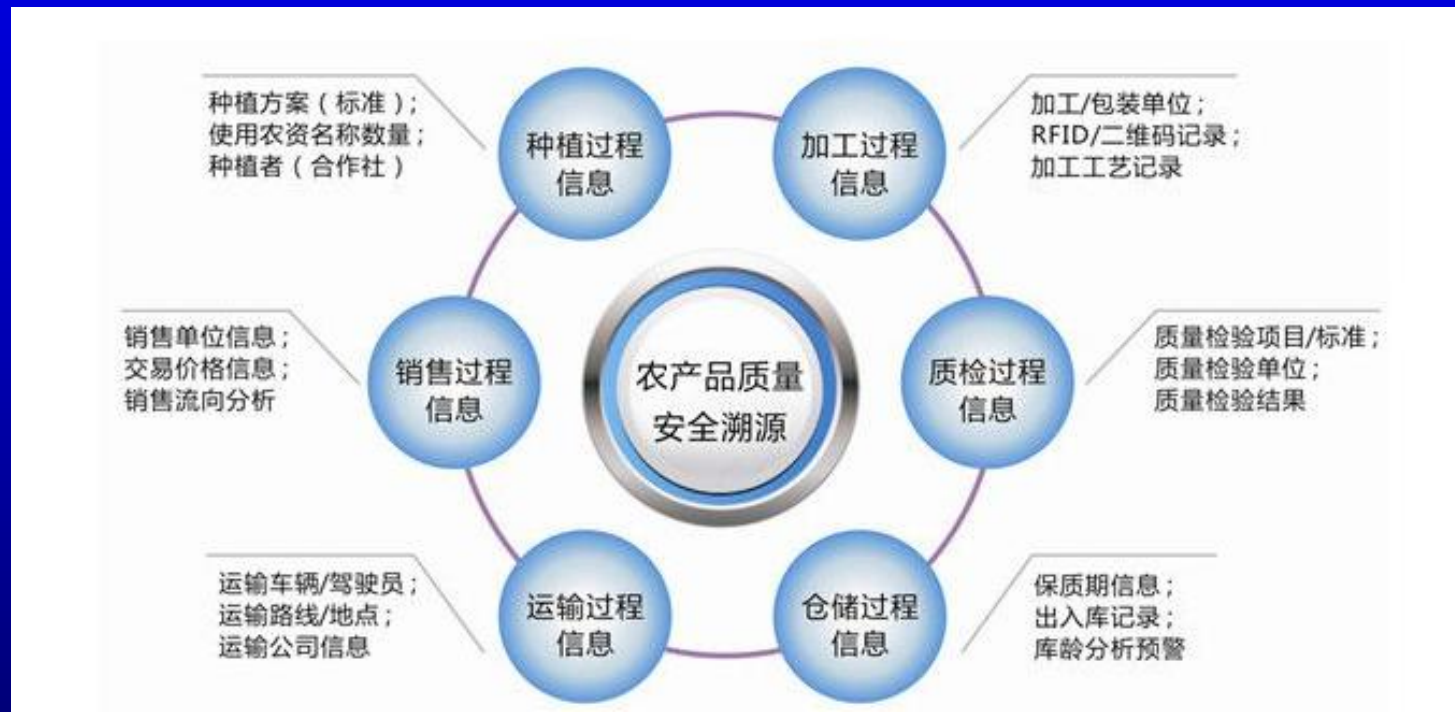 种植方案（标准）；
使用农资名称数量；
种植者（合作社）
种植过程
信息
加工过程
信息
加工/包装单位；
RFID/二维码记录；
加工工艺记录
销售单位信息；
交易价格信息；
销售流向分析
销售过程
信息
农产品质量
安全溯源
质检过程
信息
质量检验项目/标准；
质量检验单位；
质量检验结果
运输车辆/驾驶员；
运输路线/地点；
运输公司信息
运输过程
信息
仓储过程
信息
保质期信息；
出入库记录；
库龄分析预警